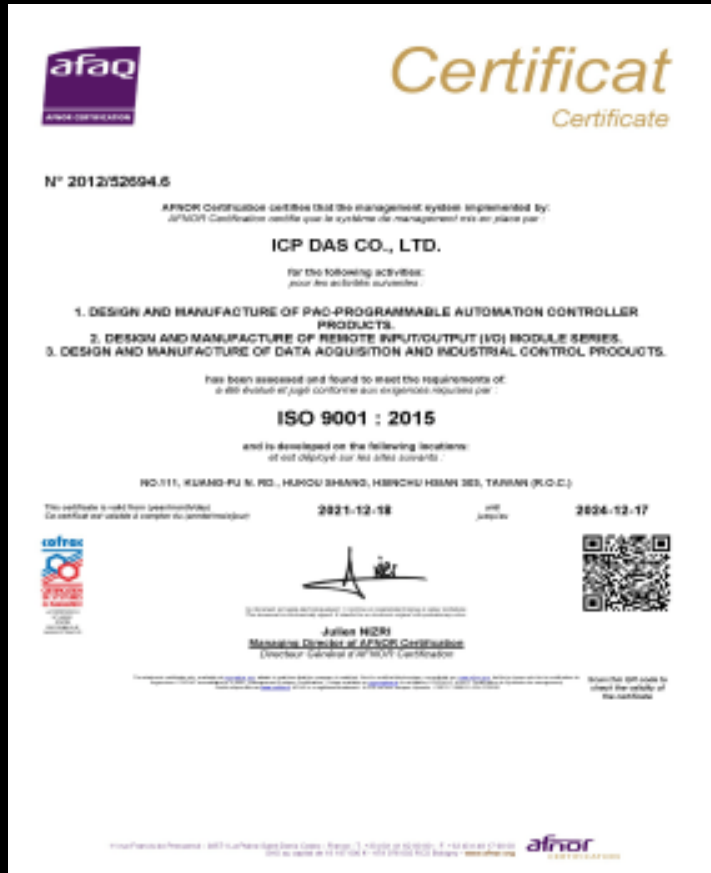 afaq
AFNOR CERTIFICATION
Certificat
Certificate
N° 2012/52694.6
AFNOR Certification certifies that the management system implemented by:
AFNOR Certification certifie que le système de management mis en place par :
ICP DAS CO., LTD.
for the following activities:
pour les activités suivantes :
1. DESIGN AND MANUFACTURE OF PAC-PROGRAMMABLE AUTOMATION CONTROLLER
PRODUCTS.
2. DESIGN AND MANUFACTURE OF REMOTE INPUT/OUTPUT (I/O) MODULE SERIES.
3. DESIGN AND MANUFACTURE OF DATA ACQUISITION AND INDUSTRIAL CONTROL PRODUCTS.
has been assessed and found to meet the requirements of:
a été évalué et jugé conforme aux exigences requises par :
ISO 9001 : 2015
and is developed on the following locations:
et est déployé sur les sites suivants :
NO.111, KUANG-FU N. RD., HUKOU SHIANG, HSINCHU HSIAN 303, TAIWAN (R.O.C.)
This certificate is valid from (year/month/day) 2021-12-18 until 2024-12-17
Ce certificat est valable à compter du (année/mois/jour) jusqu'au
cofrac
Julien NIZRI
Managing Director of AFNOR Certification
Directeur Général d'AFNOR Certification
Scan this QR code to
check the validity of
the certificate
afnor
CERTIFICATION